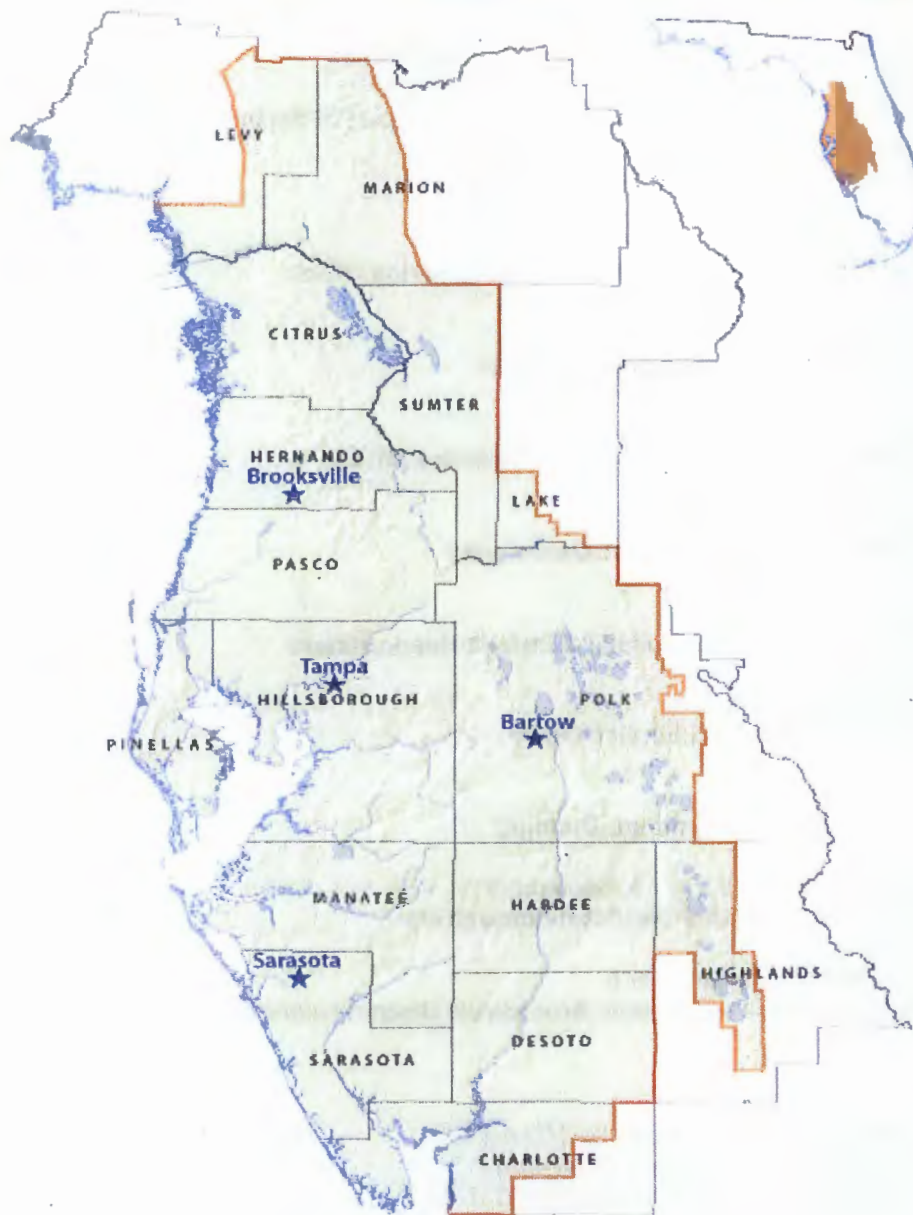 LEVY
MARION
CITRUS
SUMTER
HERNANDO
Brooksville
LAKE
PASCO
Tampa
HILLSBOROUGH
POLK
Bartow
PINELLAS
MANATEE
HARDEE
Sarasota
HIGHLANDS
DESOTO
SARASOTA
CHARLOTTE